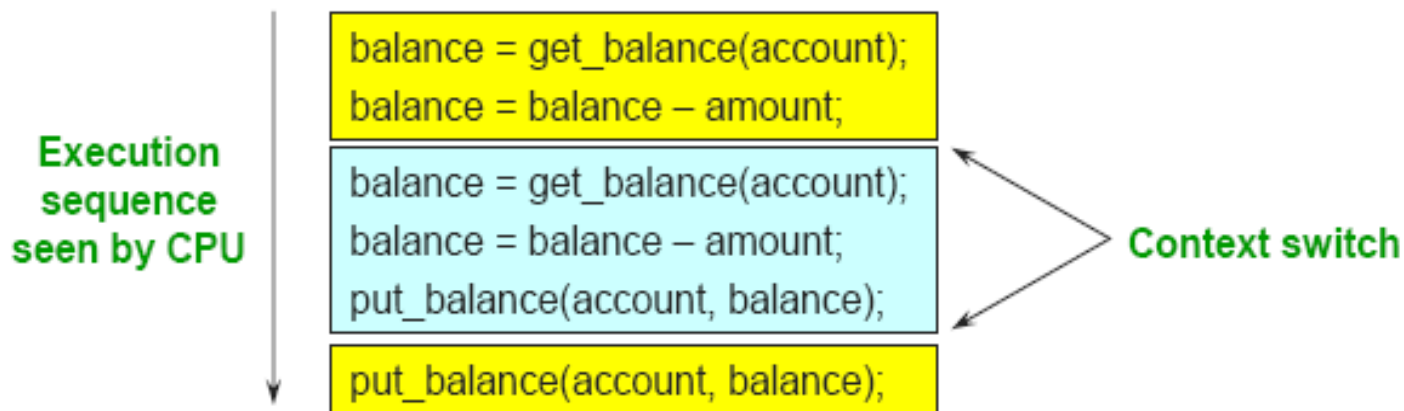 balance = get_balance(account);
balance = balance – amount;
Execution
sequence
seen by CPU
balance = get_balance(account);
balance = balance – amount;
put_balance(account, balance);
Context switch
put_balance(account, balance);